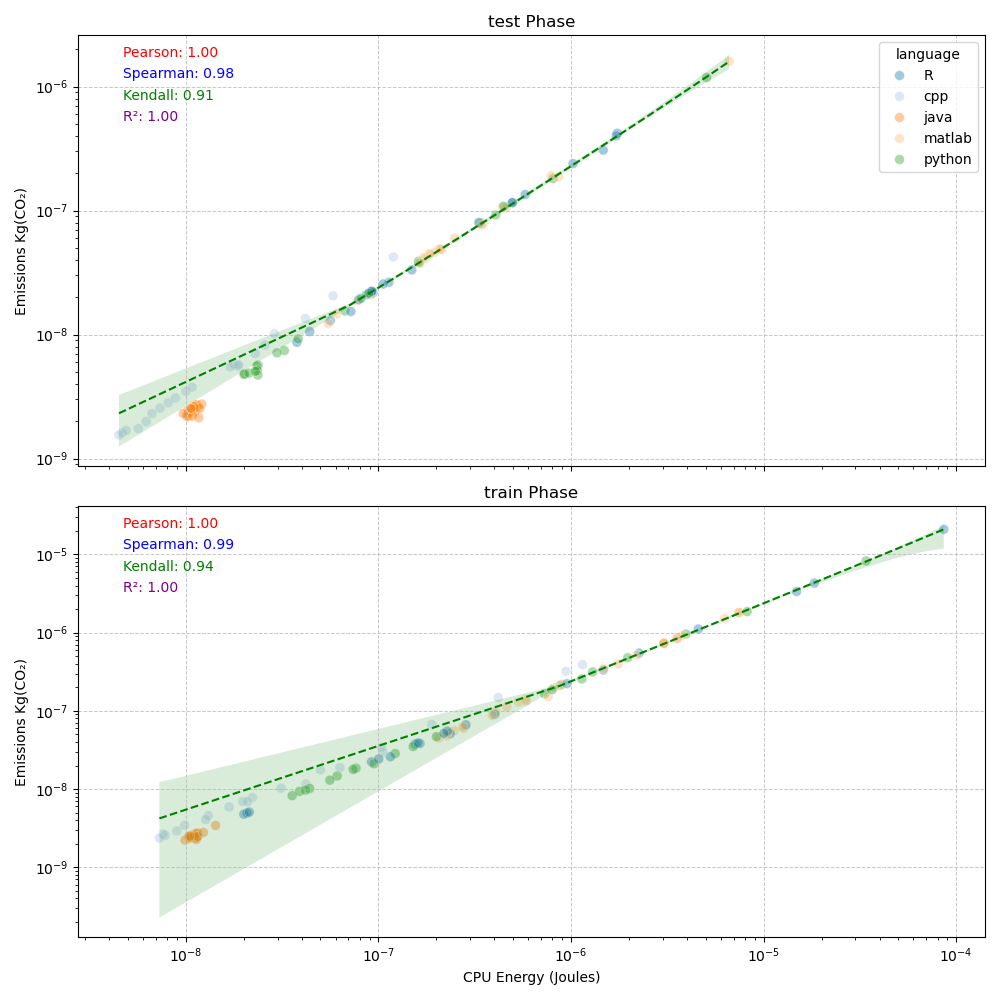 test Phase
Pearson: 1.00
Spearman: 0.98
Kendall: 0.91
R²: 1.00
language
R
cpp
java
matlab
python
Emissions Kg(CO₂)
10⁻⁶
10⁻⁷
10⁻⁸
10⁻⁹
train Phase
Pearson: 1.00
Spearman: 0.99
Kendall: 0.94
R²: 1.00
Emissions Kg(CO₂)
10⁻⁵
10⁻⁶
10⁻⁷
10⁻⁸
10⁻⁹
10⁻⁸ 10⁻⁷ 10⁻⁶ 10⁻⁵ 10⁻⁴
CPU Energy (Joules)